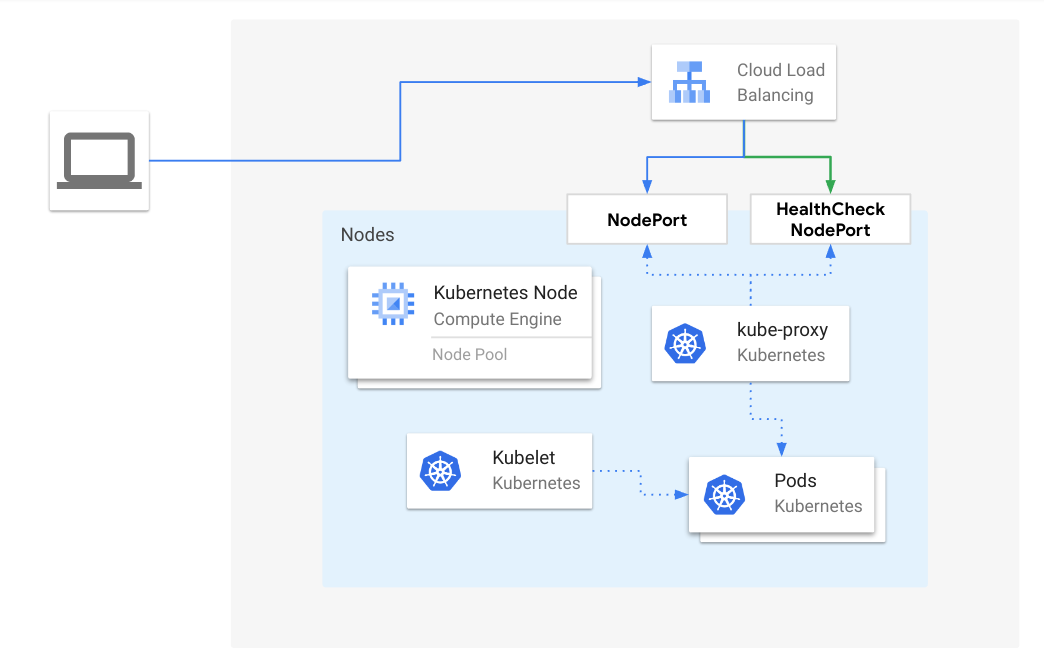 Cloud Load
Balancing
NodePort
HealthCheck
NodePort
Nodes
Kubernetes Node
Compute Engine
Node Pool
kube-proxy
Kubernetes
Kubelet
Kubernetes
Pods
Kubernetes